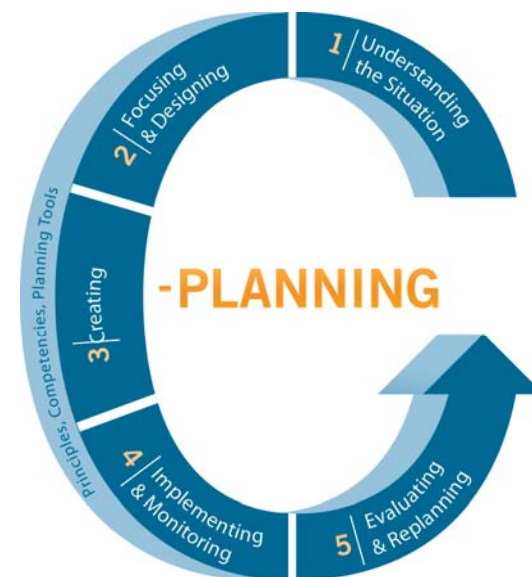 1 Understanding
the Situation
2 Focusing
& Designing
3 Creating
4 Implementing
& Monitoring
5 Evaluating
& Replanning
Principles, Competencies, Planning Tools
-PLANNING